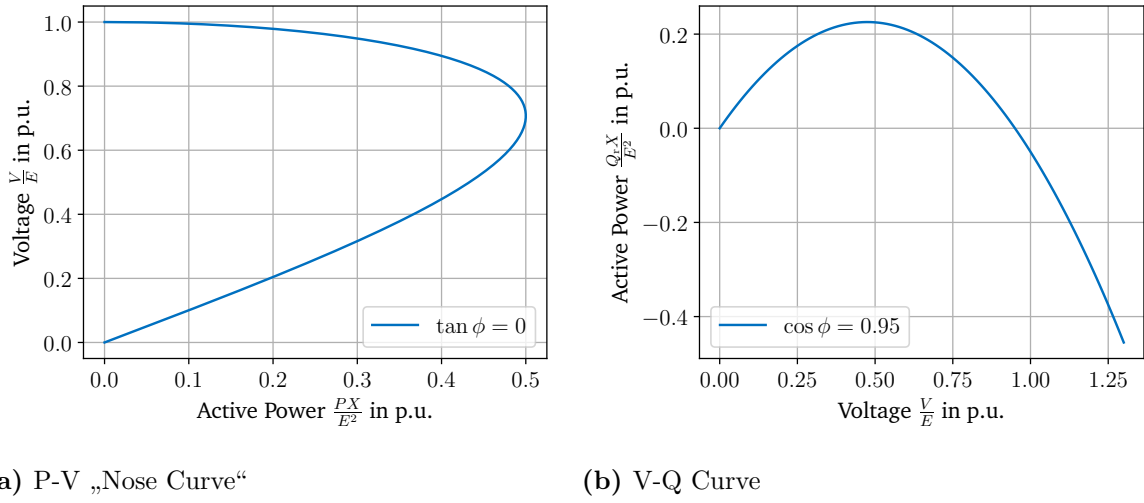 1.0
0.8
0.6
0.4
0.2
0.0
Voltage V/E in p.u.
tan ϕ = 0
0.0 0.1 0.2 0.3 0.4 0.5
Active Power PX/E² in p.u.
0.2
0.0
−0.2
−0.4
Active Power QᵣX/E² in p.u.
cos ϕ = 0.95
0.00 0.25 0.50 0.75 1.00 1.25
Voltage V/E in p.u.
a) P-V „Nose Curve“
(b) V-Q Curve